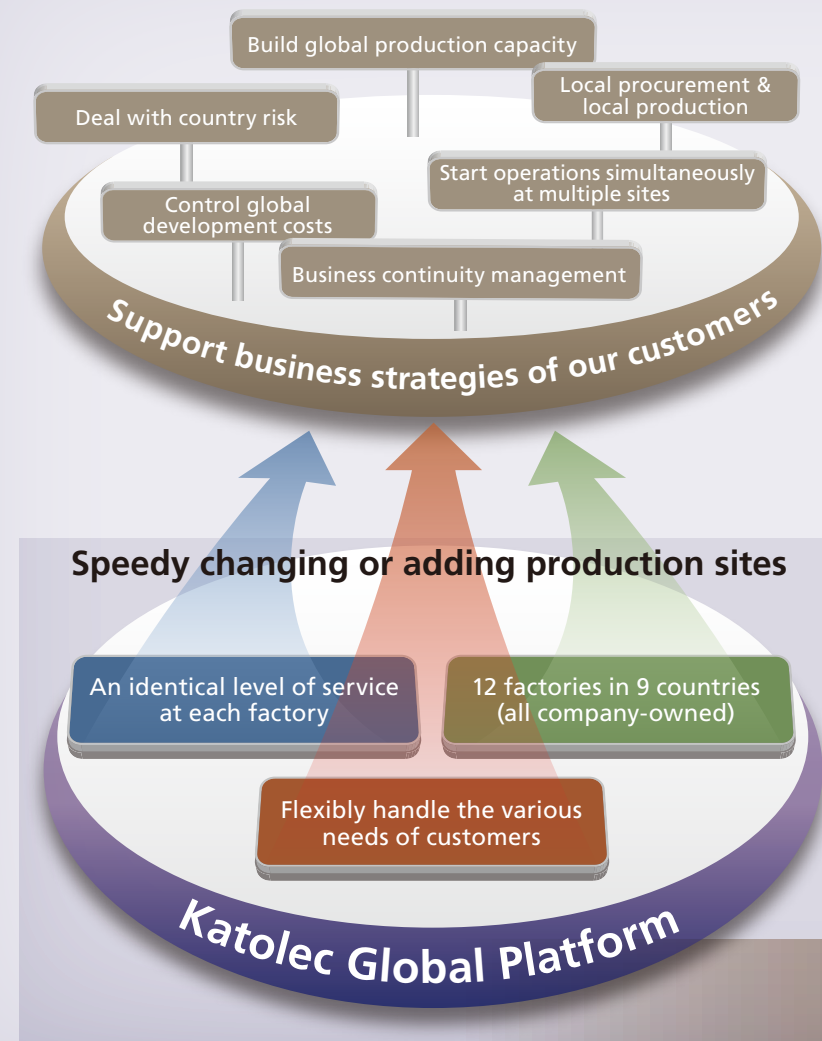 Build global production capacity
Local procurement &
local production
Deal with country risk
Start operations simultaneously
at multiple sites
Control global
development costs
Business continuity management
Support business strategies of our customers
Speedy changing or adding production sites
An identical level of service
at each factory
12 factories in 9 countries
(all company-owned)
Flexibly handle the various
needs of customers
Katolec Global Platform